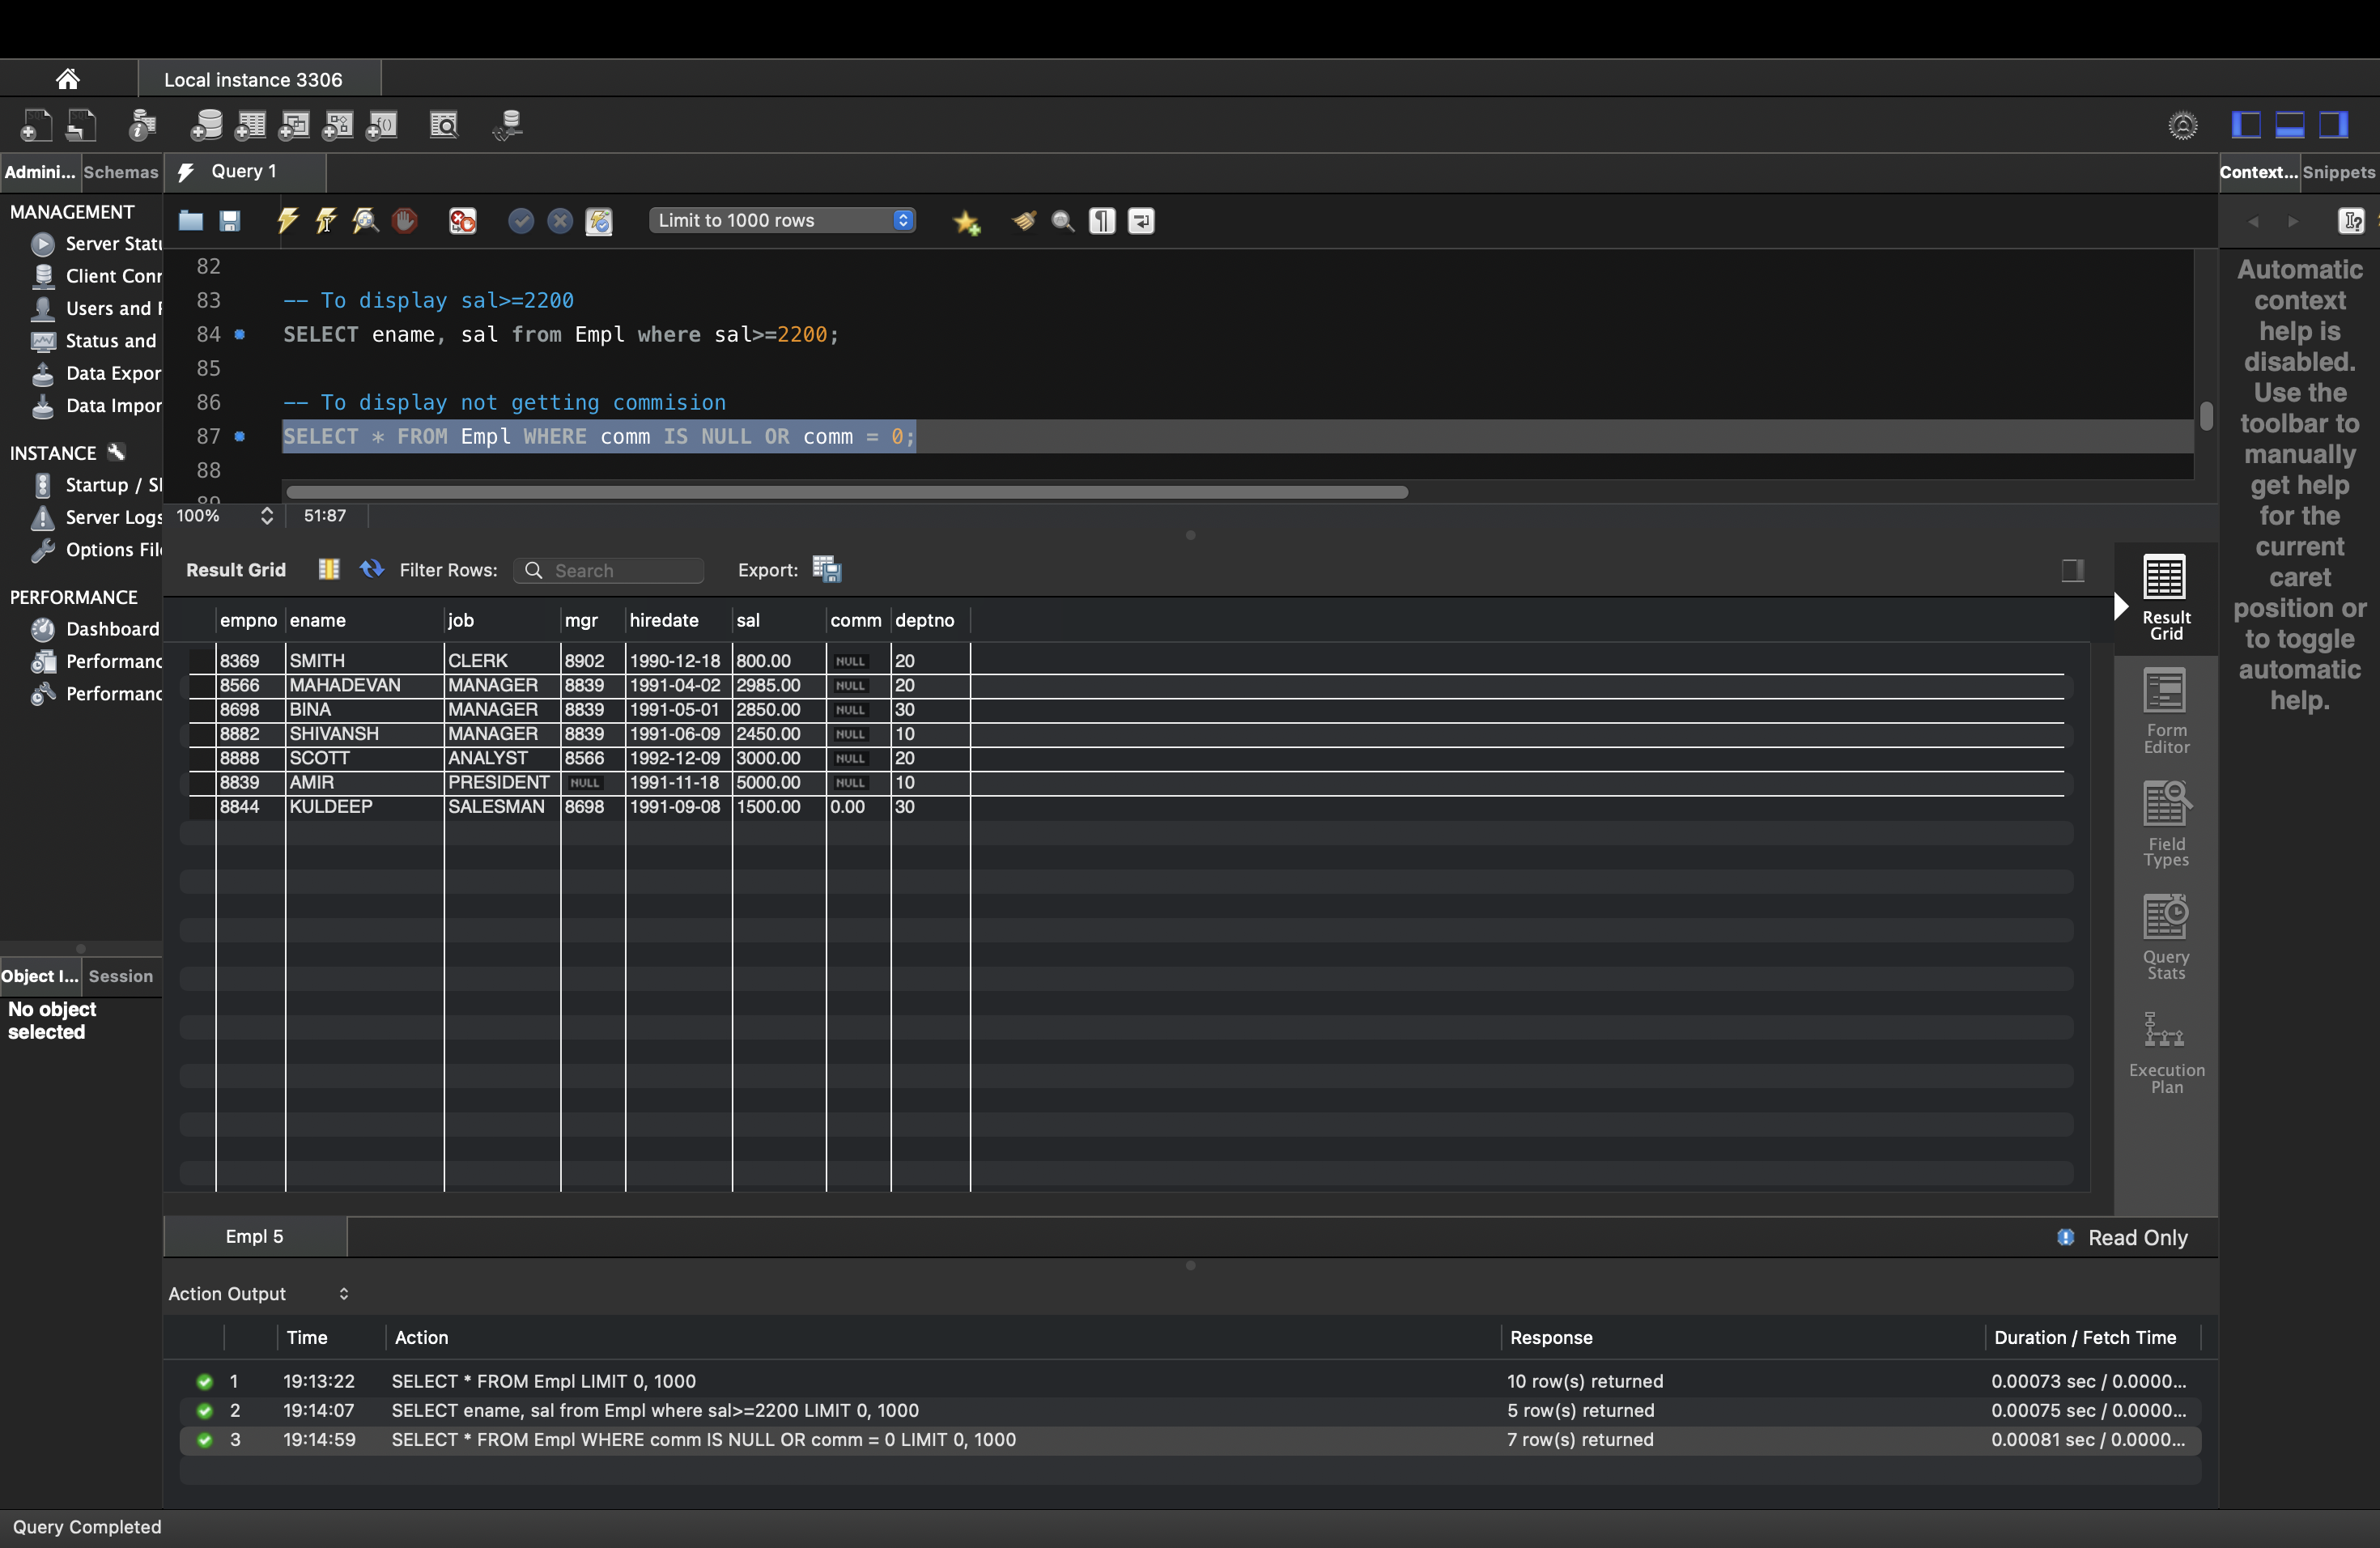 Local instance 3306
Admini... Schemas
Query 1
Context... Snippets
MANAGEMENT
Server Statu
Client Conr
Users and
Status and
Data Expor
Data Impor
INSTANCE
Startup / Sl
Server Logs
Options File
PERFORMANCE
Dashboard
Performanc
Performanc
Object I... Session
No object
selected
Limit to 1000 rows
82
83 -- To display sal>=2200
84 SELECT ename, sal from Empl where sal>=2200;
85
86 -- To display not getting commision
87 SELECT * FROM Empl WHERE comm IS NULL OR comm = 0;
88
89
100% 51:87
Result Grid Filter Rows: Search Export:
empno ename job mgr hiredate sal comm deptno
8369 SMITH CLERK 8902 1990-12-18 800.00 NULL 20
8566 MAHADEVAN MANAGER 8839 1991-04-02 2985.00 NULL 20
8698 BINA MANAGER 8839 1991-05-01 2850.00 NULL 30
8882 SHIVANSH MANAGER 8839 1991-06-09 2450.00 NULL 10
8888 SCOTT ANALYST 8566 1992-12-09 3000.00 NULL 20
8839 AMIR PRESIDENT NULL 1991-11-18 5000.00 NULL 10
8844 KULDEEP SALESMAN 8698 1991-09-08 1500.00 0.00 30
Result
Grid
Form
Editor
Field
Types
Query
Stats
Execution
Plan
Automatic
context
help is
disabled.
Use the
toolbar to
manually
get help
for the
current
caret
position or
to toggle
automatic
help.
Empl 5
Read Only
Action Output
Time Action Response Duration / Fetch Time
1 19:13:22 SELECT * FROM Empl LIMIT 0, 1000 10 row(s) returned 0.00073 sec / 0.0000...
2 19:14:07 SELECT ename, sal from Empl where sal>=2200 LIMIT 0, 1000 5 row(s) returned 0.00075 sec / 0.0000...
3 19:14:59 SELECT * FROM Empl WHERE comm IS NULL OR comm = 0 LIMIT 0, 1000 7 row(s) returned 0.00081 sec / 0.0000...
Query Completed